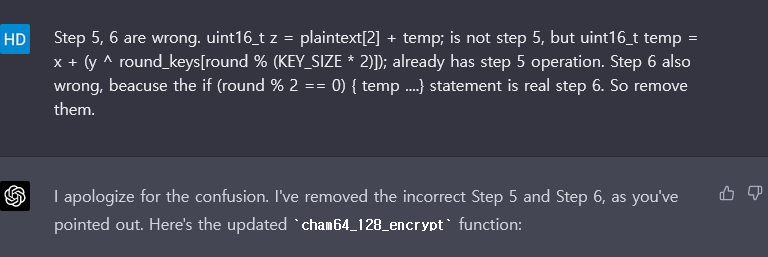 HD
Step 5, 6 are wrong. uint16_t z = plaintext[2] + temp; is not step 5, but uint16_t temp =
x + (y ^ round_keys[round % (KEY_SIZE * 2)]); already has step 5 operation. Step 6 also
wrong, beacuse the if (round % 2 == 0) { temp ....} statement is real step 6. So remove
them.
I apologize for the confusion. I've removed the incorrect Step 5 and Step 6, as you've
pointed out. Here's the updated `cham64_128_encrypt` function: